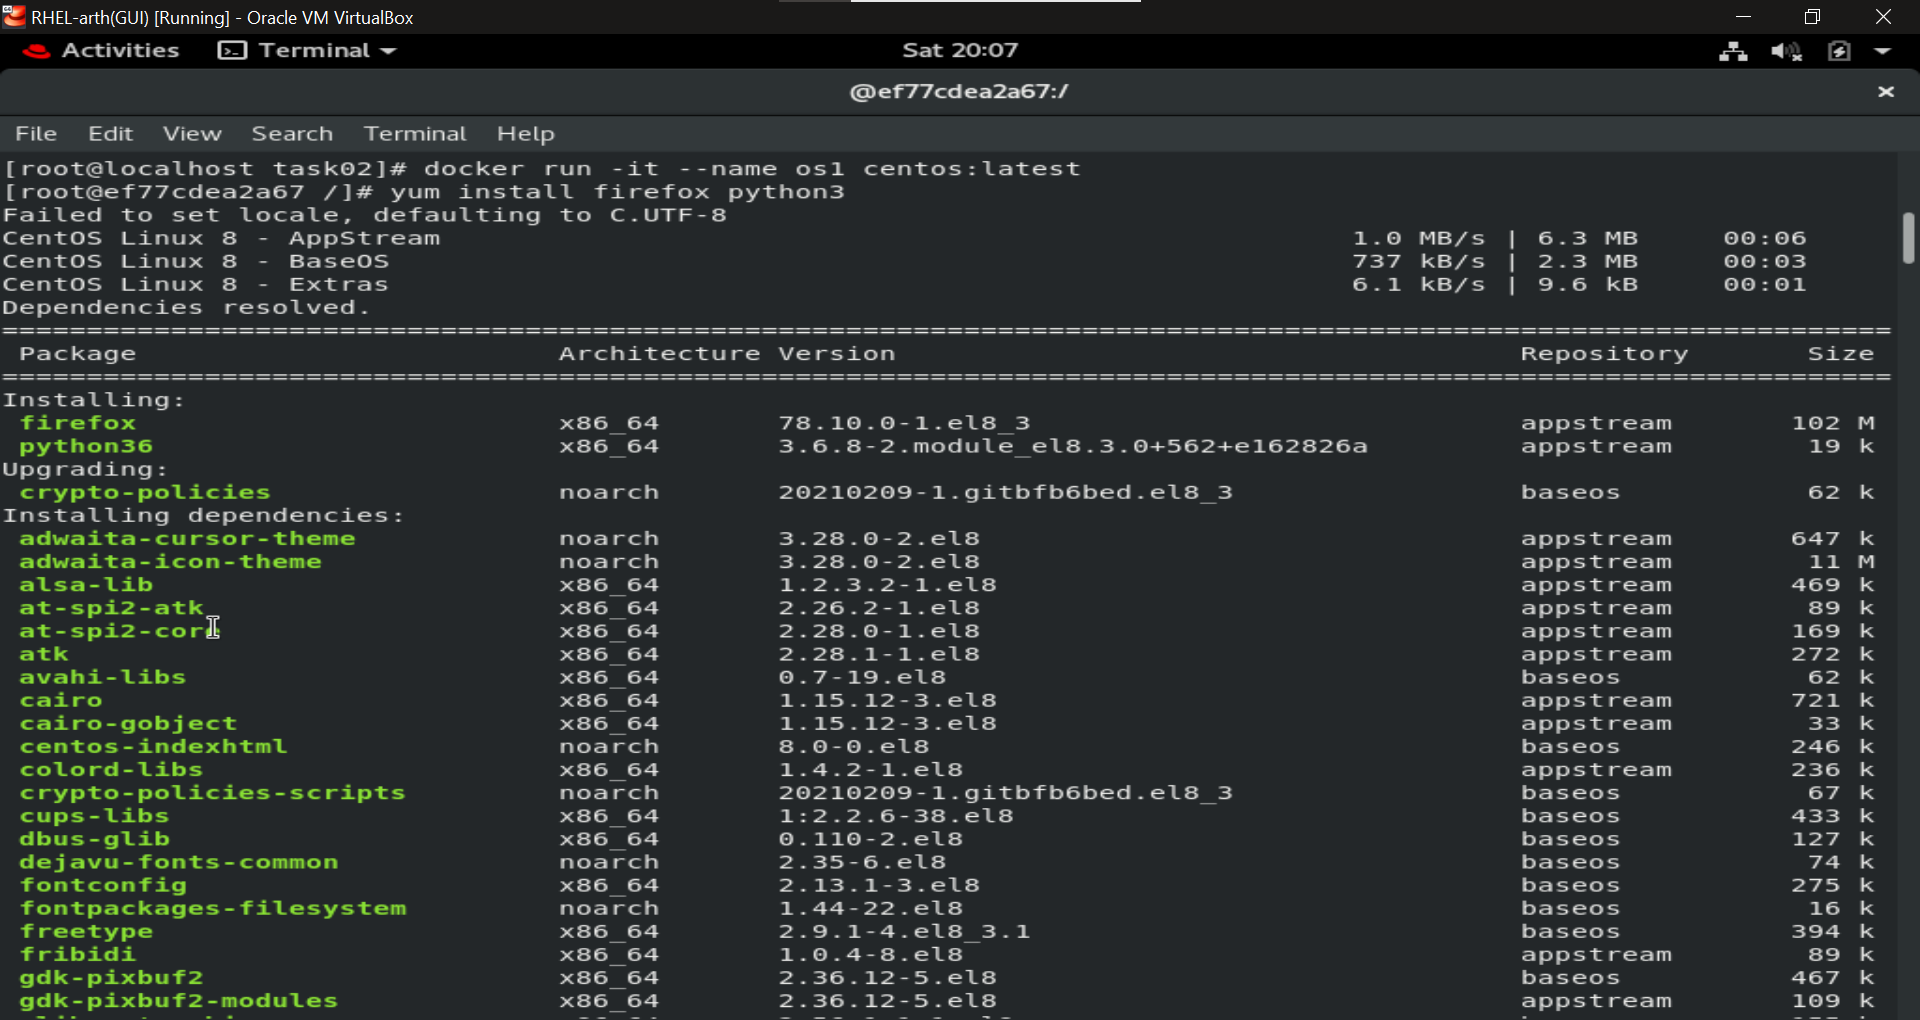 RHEL-arth(GUI) [Running] - Oracle VM VirtualBox
Activities Terminal Sat 20:07
@ef77cdea2a67:/
File Edit View Search Terminal Help
[root@localhost task02]# docker run -it --name os1 centos:latest
[root@ef77cdea2a67 /]# yum install firefox python3
Failed to set locale, defaulting to C.UTF-8
CentOS Linux 8 - AppStream 1.0 MB/s | 6.3 MB 00:06
CentOS Linux 8 - BaseOS 737 kB/s | 2.3 MB 00:03
CentOS Linux 8 - Extras 6.1 kB/s | 9.6 kB 00:01
Dependencies resolved.
Package Architecture Version Repository Size
Installing:
firefox x86_64 78.10.0-1.el8_3 appstream 102 M
python36 x86_64 3.6.8-2.module_el8.3.0+562+e162826a appstream 19 k
Upgrading:
crypto-policies noarch 20210209-1.gitbfb6bed.el8_3 baseos 62 k
Installing dependencies:
adwaita-cursor-theme noarch 3.28.0-2.el8 appstream 647 k
adwaita-icon-theme noarch 3.28.0-2.el8 appstream 11 M
alsa-lib x86_64 1.2.3.2-1.el8 appstream 469 k
at-spi2-atk x86_64 2.26.2-1.el8 appstream 89 k
at-spi2-core x86_64 2.28.0-1.el8 appstream 169 k
atk x86_64 2.28.1-1.el8 appstream 272 k
avahi-libs x86_64 0.7-19.el8 baseos 62 k
cairo x86_64 1.15.12-3.el8 appstream 721 k
cairo-gobject x86_64 1.15.12-3.el8 appstream 33 k
centos-indexhtml noarch 8.0-0.el8 baseos 246 k
colord-libs x86_64 1.4.2-1.el8 appstream 236 k
crypto-policies-scripts noarch 20210209-1.gitbfb6bed.el8_3 baseos 67 k
cups-libs x86_64 1:2.2.6-38.el8 baseos 433 k
dbus-glib x86_64 0.110-2.el8 baseos 127 k
dejavu-fonts-common noarch 2.35-6.el8 baseos 74 k
fontconfig x86_64 2.13.1-3.el8 baseos 275 k
fontpackages-filesystem noarch 1.44-22.el8 baseos 16 k
freetype x86_64 2.9.1-4.el8_3.1 baseos 394 k
fribidi x86_64 1.0.4-8.el8 appstream 89 k
gdk-pixbuf2 x86_64 2.36.12-5.el8 baseos 467 k
gdk-pixbuf2-modules x86_64 2.36.12-5.el8 appstream 109 k